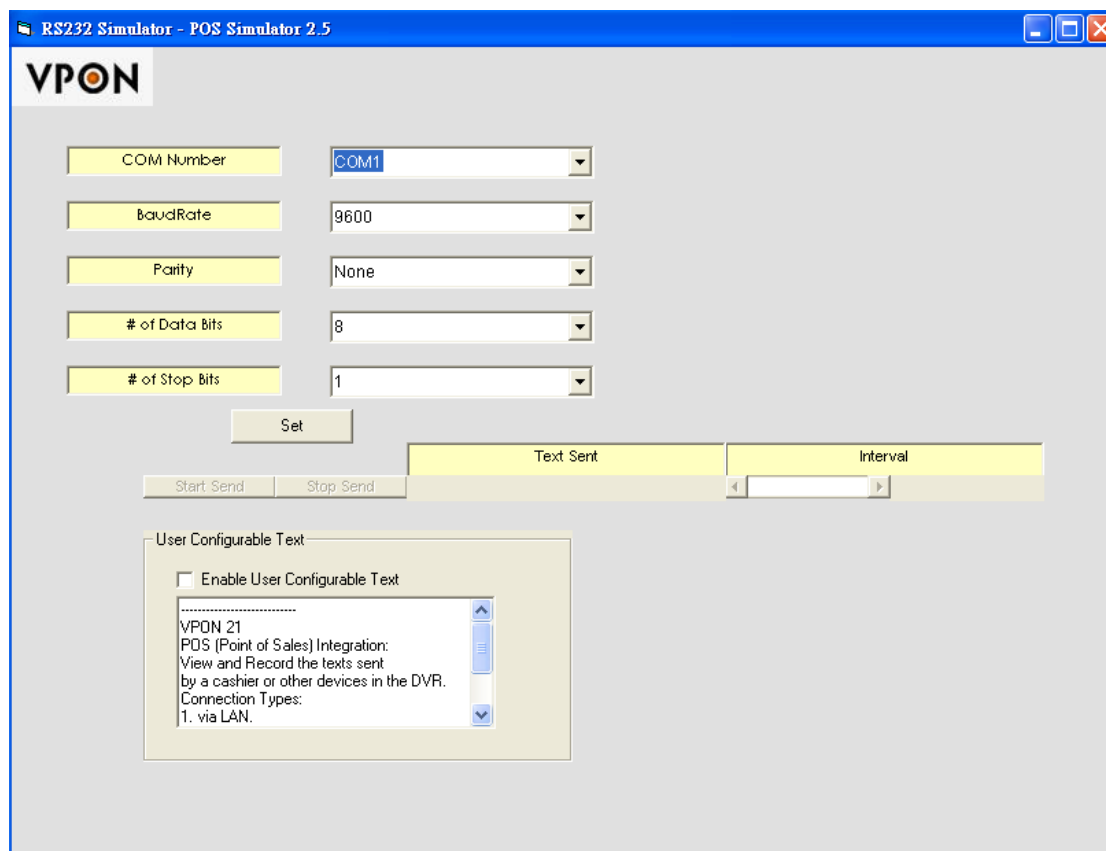 RS232 Simulator - POS Simulator 2.5
VPON
COM Number
COM1
BaudRate
9600
Parity
None
# of Data Bits
8
# of Stop Bits
1
Set
Text Sent
Interval
Start Send
Stop Send
User Configurable Text
Enable User Configurable Text
----------------------------
VPON 21
POS (Point of Sales) Integration:
View and Record the texts sent
by a cashier or other devices in the DVR.
Connection Types:
1. via LAN.